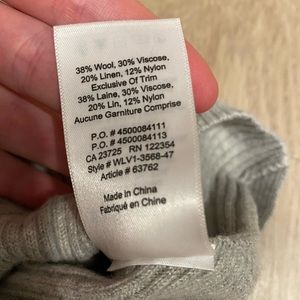 38% Wool, 30% Viscose,
20% Linen, 12% Nylon
Exclusive Of Trim
38% Laine, 30% Viscose,
20% Lin, 12% Nylon
Aucune Garniture Comprise
P.O. # 4500084111
P.O. # 4500084113
CA 23725 RN 122354
Style # WLV1-3568-47
Article # 63762
Made In China
Fabriqué en Chine